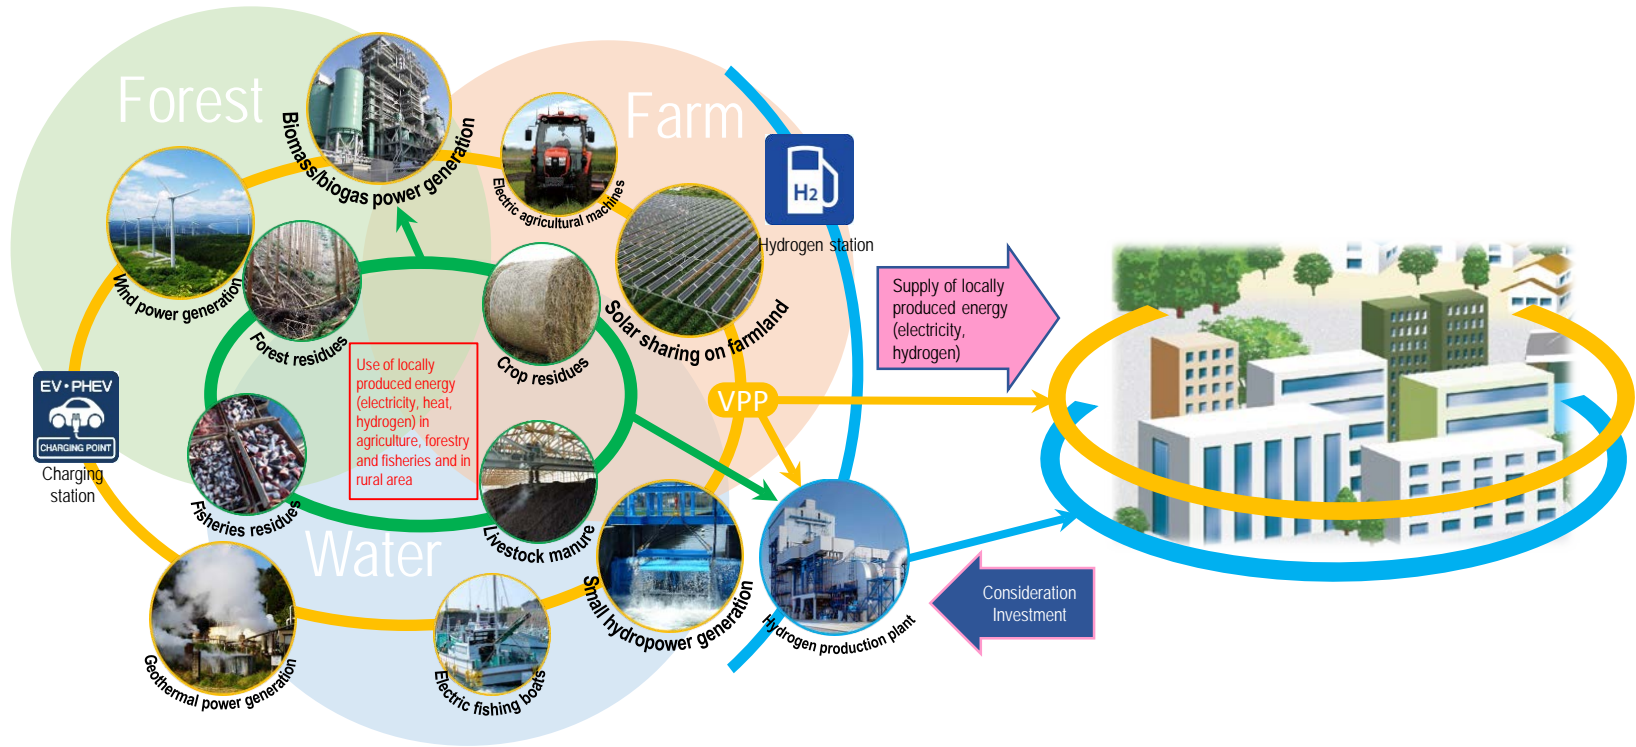 Forest
Farm
Biomass/biogas power generation
Electric agricultural machines
H2
Hydrogen station
Wnd power generation
Forest residues
Crop residues
Solar sharing on farmland
Supply of locally
produced energy
(electricity,
hydrogen)
Use of locally
produced energy
(electricity, heat,
hydrogen) in
agriculture, forestry
and fisheries and in
rural area
EV・PHEV
CHARGING POINT
Charging
station
VPP
Fisheries residues
Livestock manure
Water
Small hydropower generation
Hydrogen production plant
Consideration
Investment
Geothermal power generation
Electric fishing boats